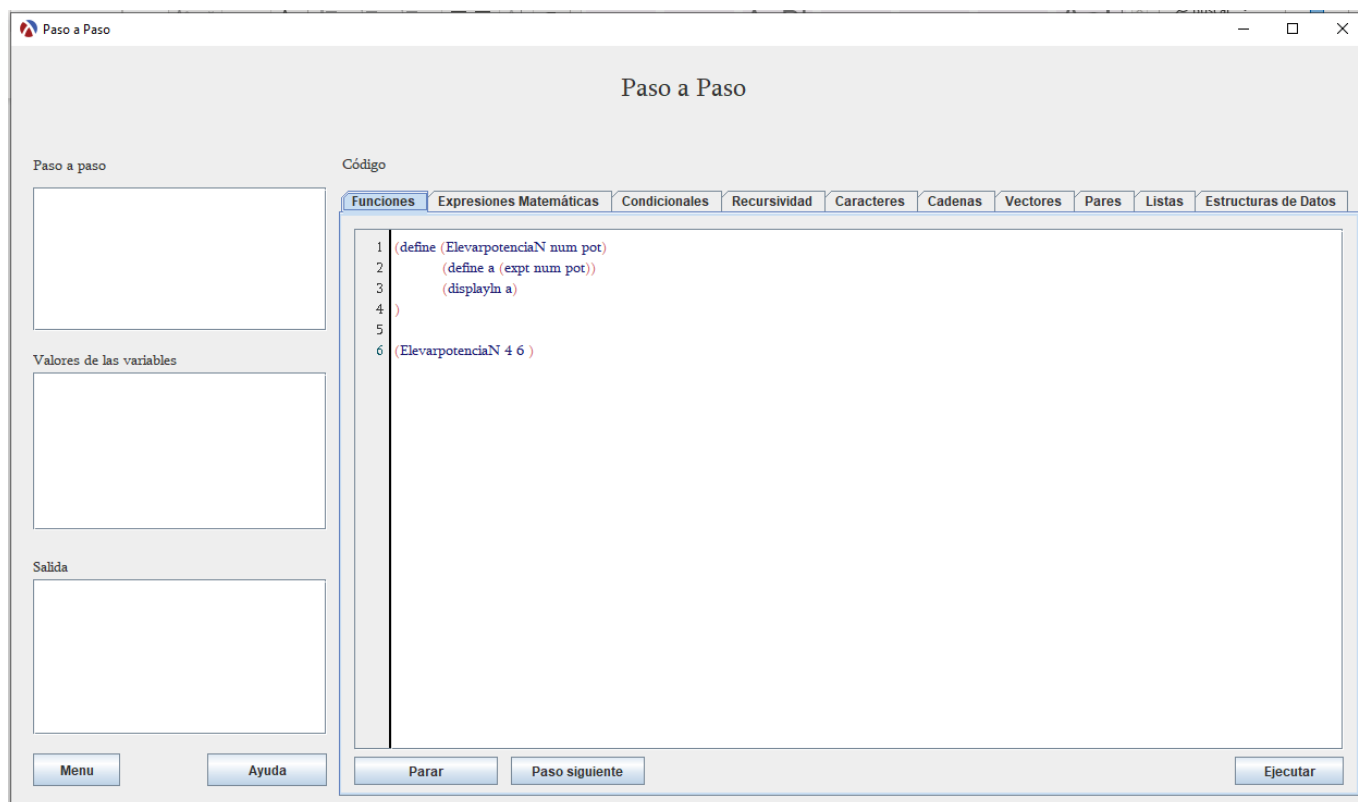 Paso a Paso
Paso a Paso
Paso a paso
Valores de las variables
Salida
Menu Ayuda
Código
Funciones Expresiones Matemáticas Condicionales Recursividad Caracteres Cadenas Vectores Pares Listas Estructuras de Datos
1 (define (ElevarpotenciaN num pot)
2 (define a (expt num pot))
3 (displayln a)
4 )
5
6 (ElevarpotenciaN 4 6 )
Parar Paso siguiente Ejecutar